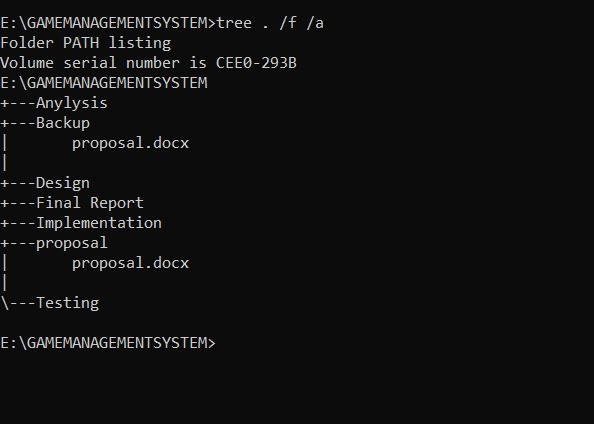 E:\GAMEMANAGEMENTSYSTEM>tree . /f /a
Folder PATH listing
Volume serial number is CEE0-293B
E:\GAMEMANAGEMENTSYSTEM
+---Anylysis
+---Backup
|       proposal.docx
|
+---Design
+---Final Report
+---Implementation
+---proposal
|       proposal.docx
|
\---Testing

E:\GAMEMANAGEMENTSYSTEM>